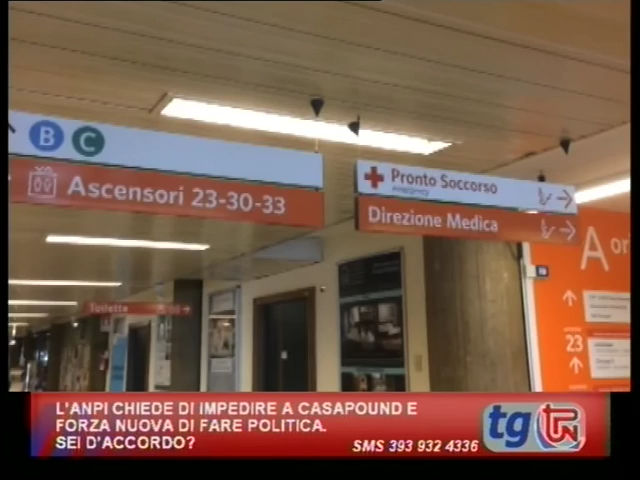 B C
Ascensori 23-30-33
Pronto Soccorso
Emergency
Direzione Medica
Toilette
A
23
L'ANPI CHIEDE DI IMPEDIRE A CASAPOUND E
FORZA NUOVA DI FARE POLITICA.
SEI D'ACCORDO?
SMS 393 932 4336
tg